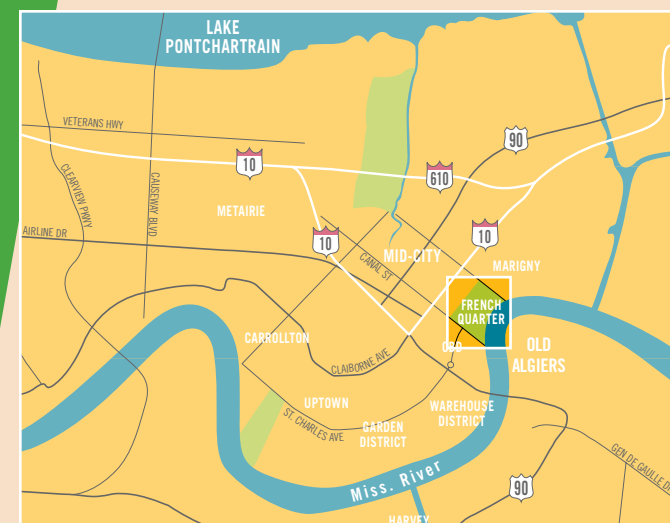 LAKE
PONTCHARTRAIN
VETERANS HWY
90
10
610
CLEARVIEW PKWY
CAUSEWAY BLVD
METAIRIE
AIRLINE DR
10
10
CANAL ST
MID-CITY
MARIGNY
FRENCH
QUARTER
CARROLLTON
CBD
OLD
ALGIERS
CLAIBORNE AVE
UPTOWN
ST. CHARLES AVE
GARDEN
DISTRICT
WAREHOUSE
DISTRICT
Miss. River
GEN DE GAULLE D
90
HARVEY